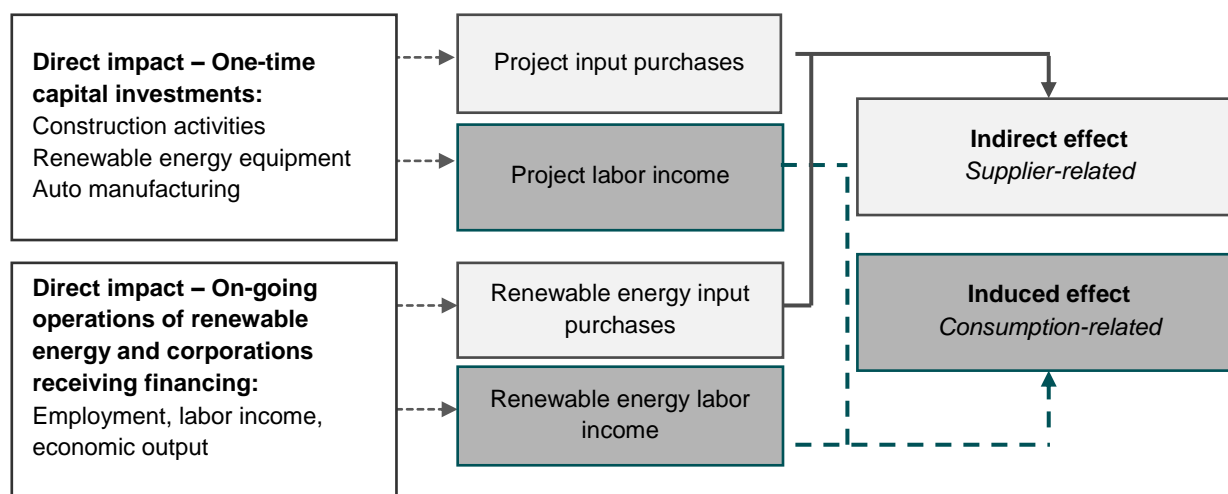 Direct impact – One-time
capital investments:
Construction activities
Renewable energy equipment
Auto manufacturing
Project input purchases
Project labor income
Indirect effect
Supplier-related
Direct impact – On-going
operations of renewable
energy and corporations
receiving financing:
Employment, labor income,
economic output
Renewable energy input
purchases
Renewable energy labor
income
Induced effect
Consumption-related